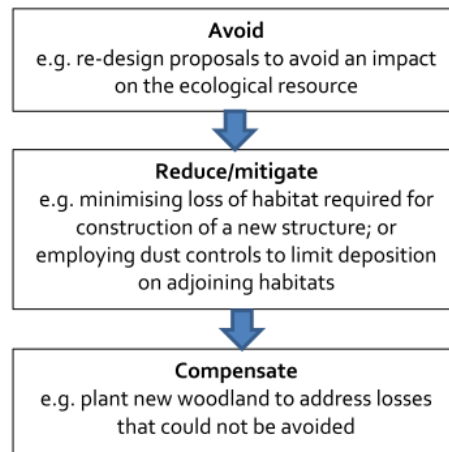 Avoid
e.g. re-design proposals to avoid an impact
on the ecological resource
Reduce/mitigate
e.g. minimising loss of habitat required for
construction of a new structure; or
employing dust controls to limit deposition
on adjoining habitats
Compensate
e.g. plant new woodland to address losses
that could not be avoided